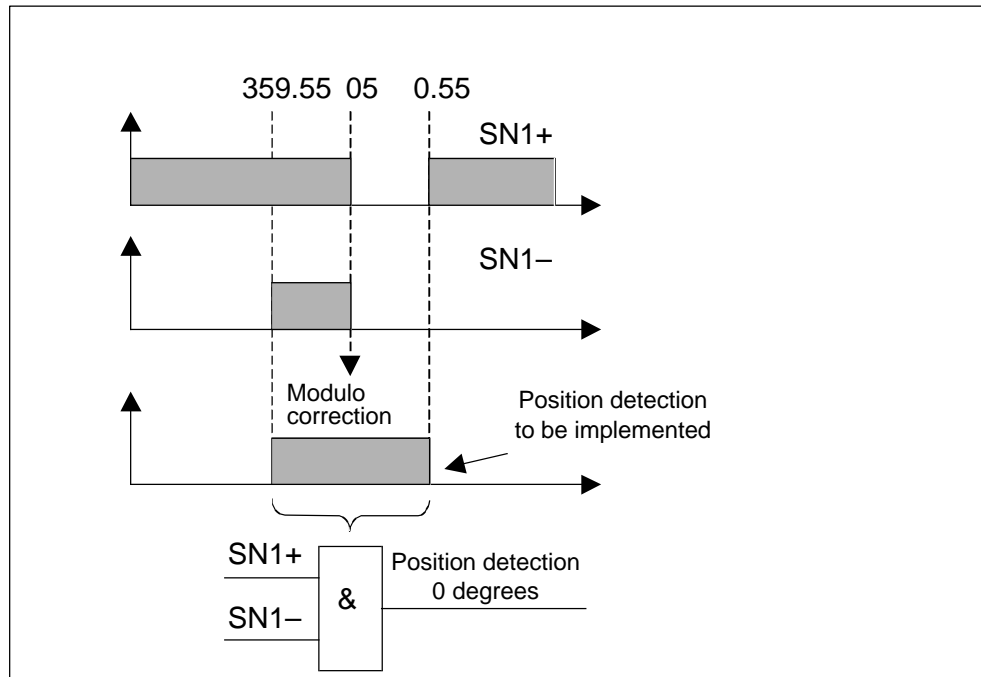 359.55 05 0.55
SN1+
SN1–
Modulo
correction
Position detection
to be implemented
SN1+
SN1–
&
Position detection
0 degrees